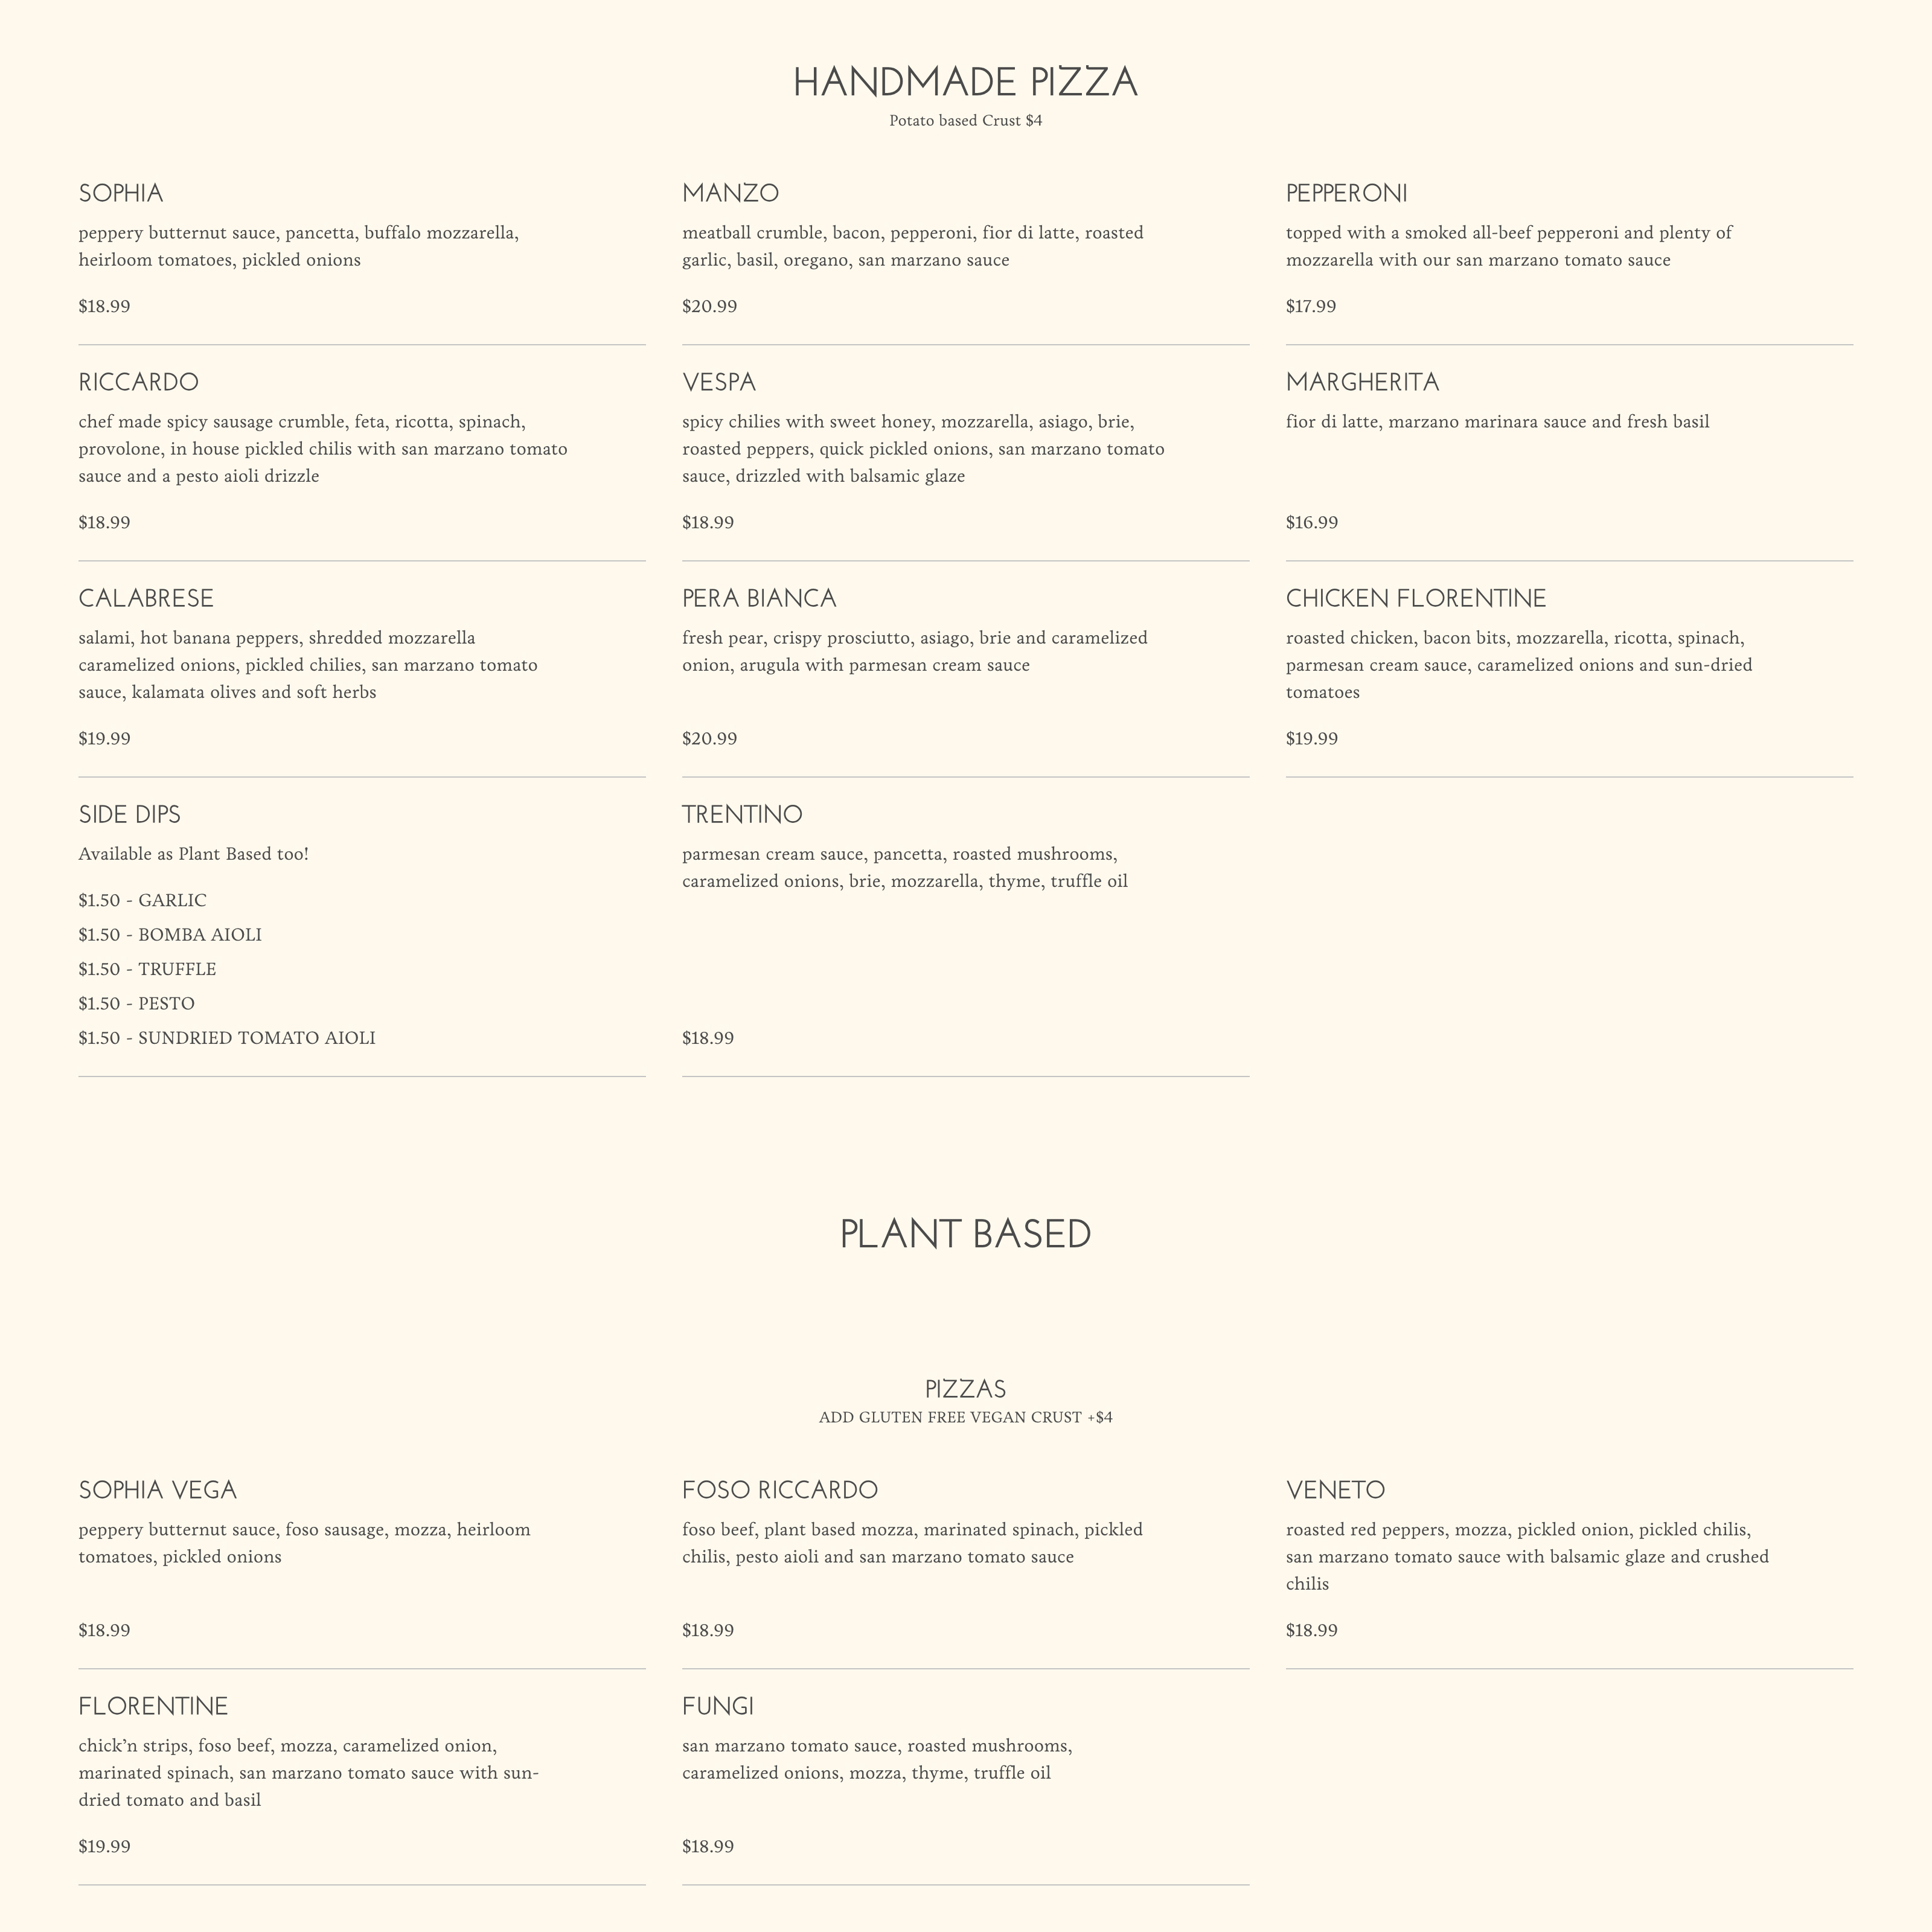 HANDMADE PIZZA
Potato based Crust $4
SOPHIA
peppery butternut sauce, pancetta, buffalo mozzarella,
heirloom tomatoes, pickled onions
$18.99
MANZO
meatball crumble, bacon, pepperoni, fior di latte, roasted
garlic, basil, oregano, san marzano sauce
$20.99
PEPPERONI
topped with a smoked all-beef pepperoni and plenty of
mozzarella with our san marzano tomato sauce
$17.99
RICCARDO
chef made spicy sausage crumble, feta, ricotta, spinach,
provolone, in house pickled chilis with san marzano tomato
sauce and a pesto aioli drizzle
$18.99
VESPA
spicy chilies with sweet honey, mozzarella, asiago, brie,
roasted peppers, quick pickled onions, san marzano tomato
sauce, drizzled with balsamic glaze
$18.99
MARGHERITA
fior di latte, marzano marinara sauce and fresh basil
$16.99
CALABRESE
salami, hot banana peppers, shredded mozzarella
caramelized onions, pickled chilies, san marzano tomato
sauce, kalamata olives and soft herbs
$19.99
PERA BIANCA
fresh pear, crispy prosciutto, asiago, brie and caramelized
onion, arugula with parmesan cream sauce
$20.99
CHICKEN FLORENTINE
roasted chicken, bacon bits, mozzarella, ricotta, spinach,
parmesan cream sauce, caramelized onions and sun-dried
tomatoes
$19.99
SIDE DIPS
Available as Plant Based too!
$1.50 - GARLIC
$1.50 - BOMBA AIOLI
$1.50 - TRUFFLE
$1.50 - PESTO
$1.50 - SUNDRIED TOMATO AIOLI
TRENTINO
parmesan cream sauce, pancetta, roasted mushrooms,
caramelized onions, brie, mozzarella, thyme, truffle oil
$18.99
PLANT BASED
PIZZAS
ADD GLUTEN FREE VEGAN CRUST +$4
SOPHIA VEGA
peppery butternut sauce, foso sausage, mozza, heirloom
tomatoes, pickled onions
$18.99
FOSO RICCARDO
foso beef, plant based mozza, marinated spinach, pickled
chilis, pesto aioli and san marzano tomato sauce
$18.99
VENETO
roasted red peppers, mozza, pickled onion, pickled chilis,
san marzano tomato sauce with balsamic glaze and crushed
chilis
$18.99
FLORENTINE
chick’n strips, foso beef, mozza, caramelized onion,
marinated spinach, san marzano tomato sauce with sun-
dried tomato and basil
$19.99
FUNGI
san marzano tomato sauce, roasted mushrooms,
caramelized onions, mozza, thyme, truffle oil
$18.99